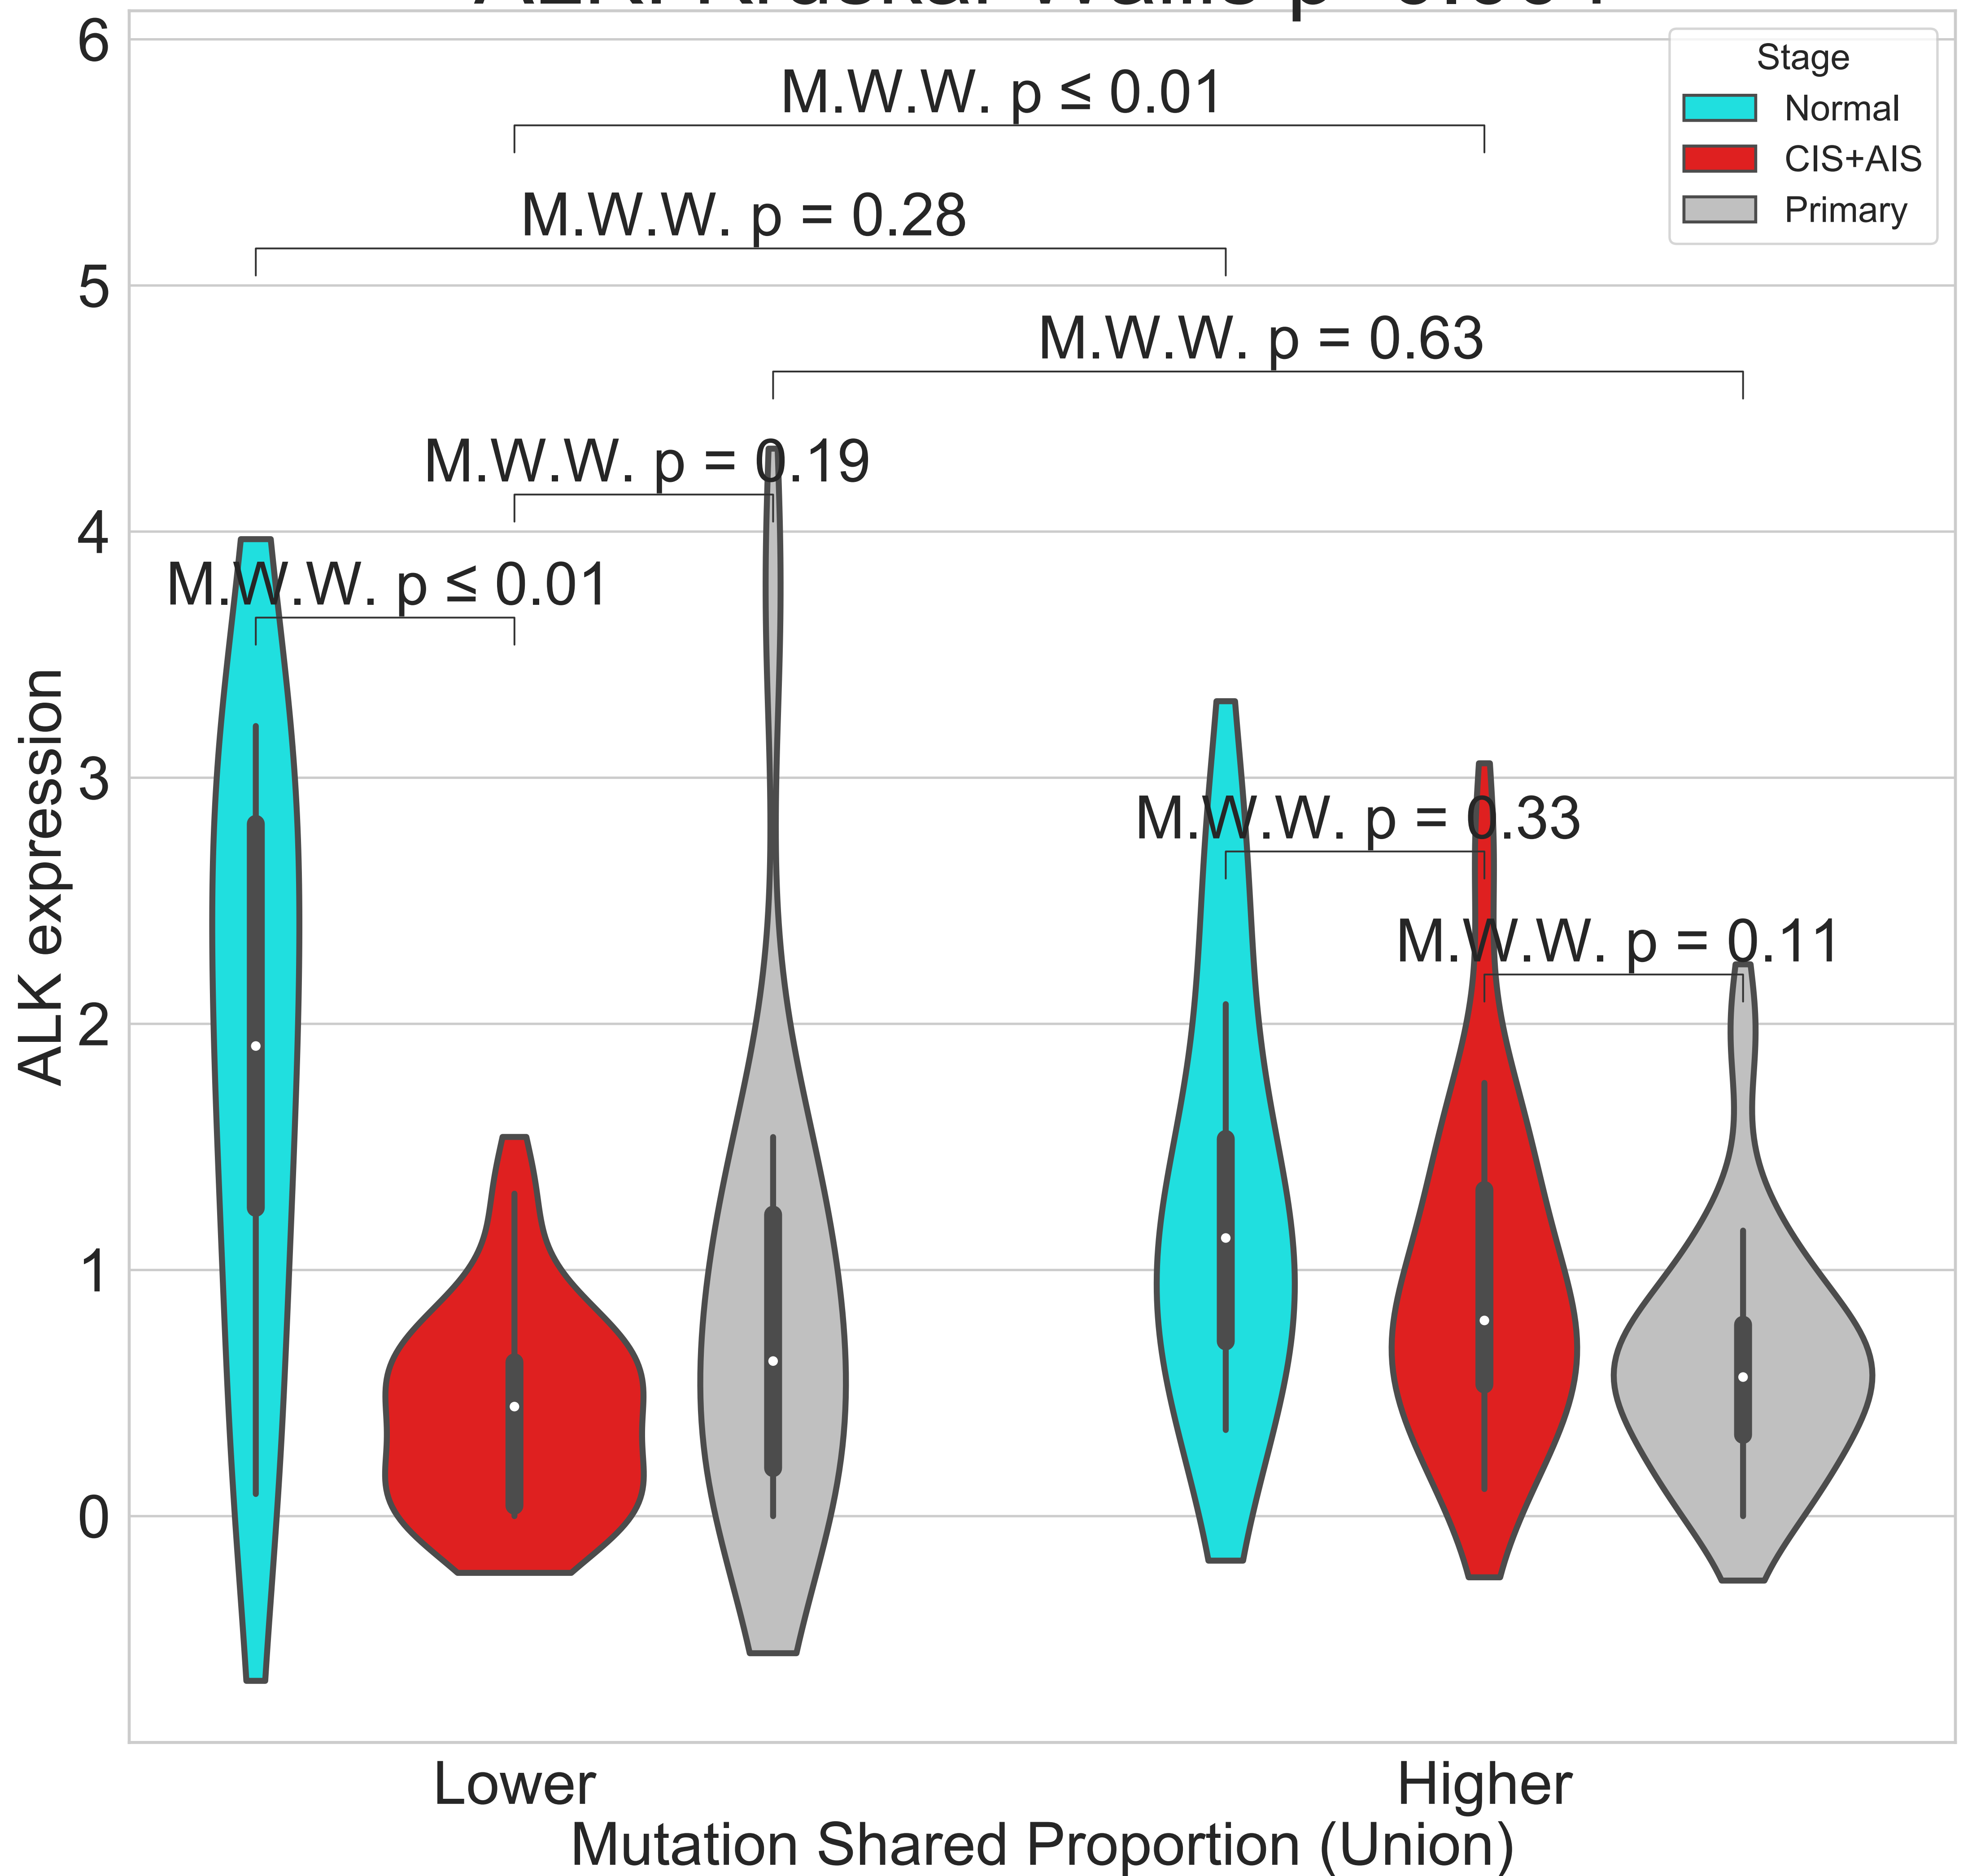 6
M.W.W. p ≤ 0.01
Stage
Normal
CIS+AIS
Primary
M.W.W. p = 0.28
5
M.W.W. p = 0.63
M.W.W. p = 0.19
4
M.W.W. p ≤ 0.01
ALK expression
3
M.W.W. p = 0.33
M.W.W. p = 0.11
2
1
0
Lower
Higher
Mutation Shared Proportion (Union)